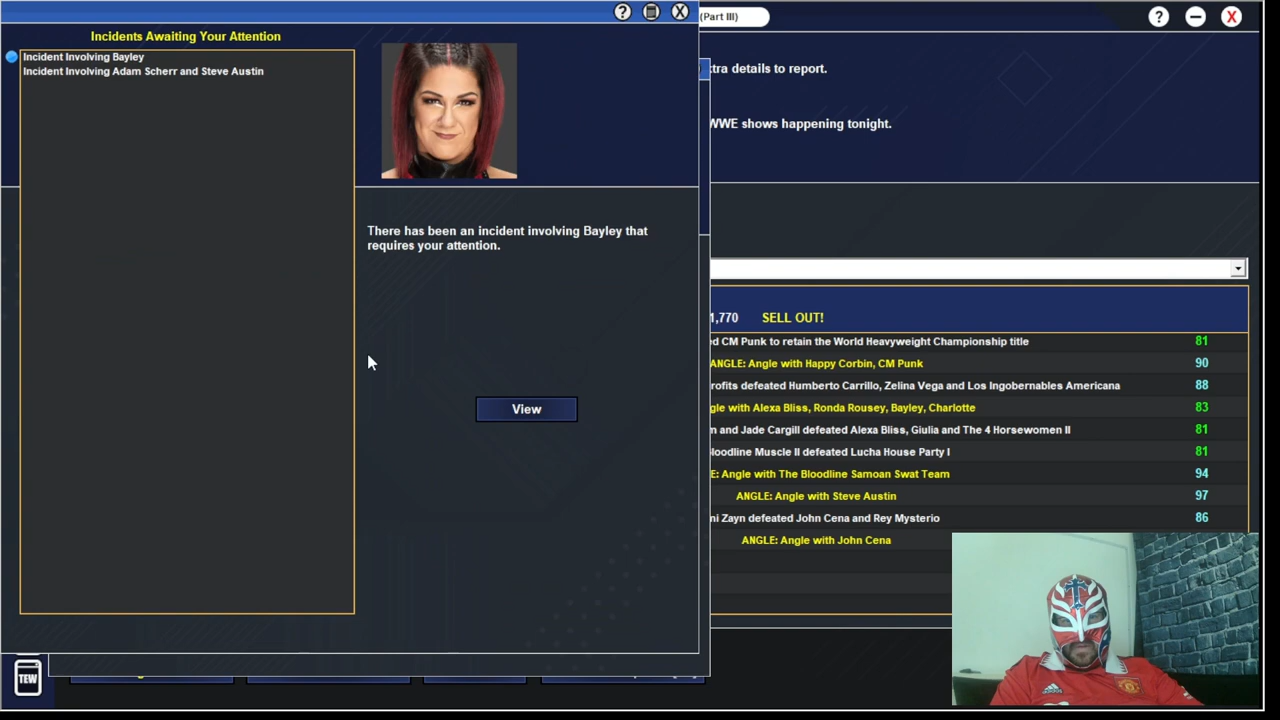 (Part III)
Incidents Awaiting Your Attention
Incident Involving Bayley
Incident Involving Adam Scherr and Steve Austin
tra details to report.
WWE shows happening tonight.
There has been an incident involving Bayley that
requires your attention.
View
1,770 SELL OUT!
ed CM Punk to retain the World Heavyweight Championship title 81
ANGLE: Angle with Happy Corbin, CM Punk 90
rofits defeated Humberto Carrillo, Zelina Vega and Los Ingobernables Americana 88
gle with Alexa Bliss, Ronda Rousey, Bayley, Charlotte 83
n and Jade Cargill defeated Alexa Bliss, Giulia and The 4 Horsewomen II 81
loodline Muscle II defeated Lucha House Party I 81
E: Angle with The Bloodline Samoan Swat Team 94
ANGLE: Angle with Steve Austin 97
ni Zayn defeated John Cena and Rey Mysterio 86
ANGLE: Angle with John Cena
TEW